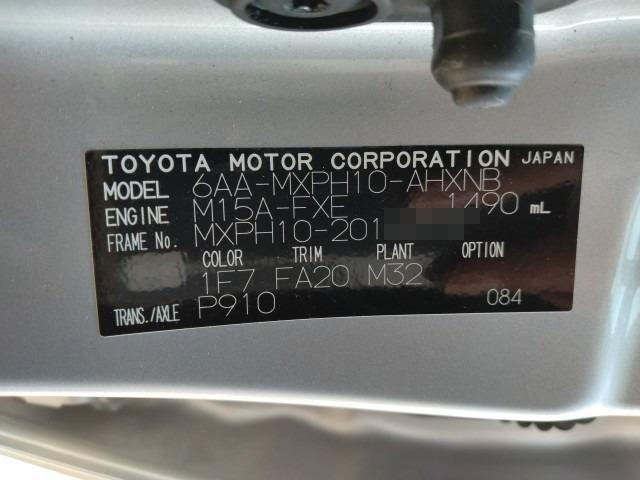 TOYOTA MOTOR CORPORATION JAPAN
MODEL 6AA-MXPH10-AHXNB
ENGINE M15A-FXE 1490 mL
FRAME No. MXPH10-201
COLOR TRIM PLANT OPTION
1F7 FA20 M32
TRANS./AXLE P910 084